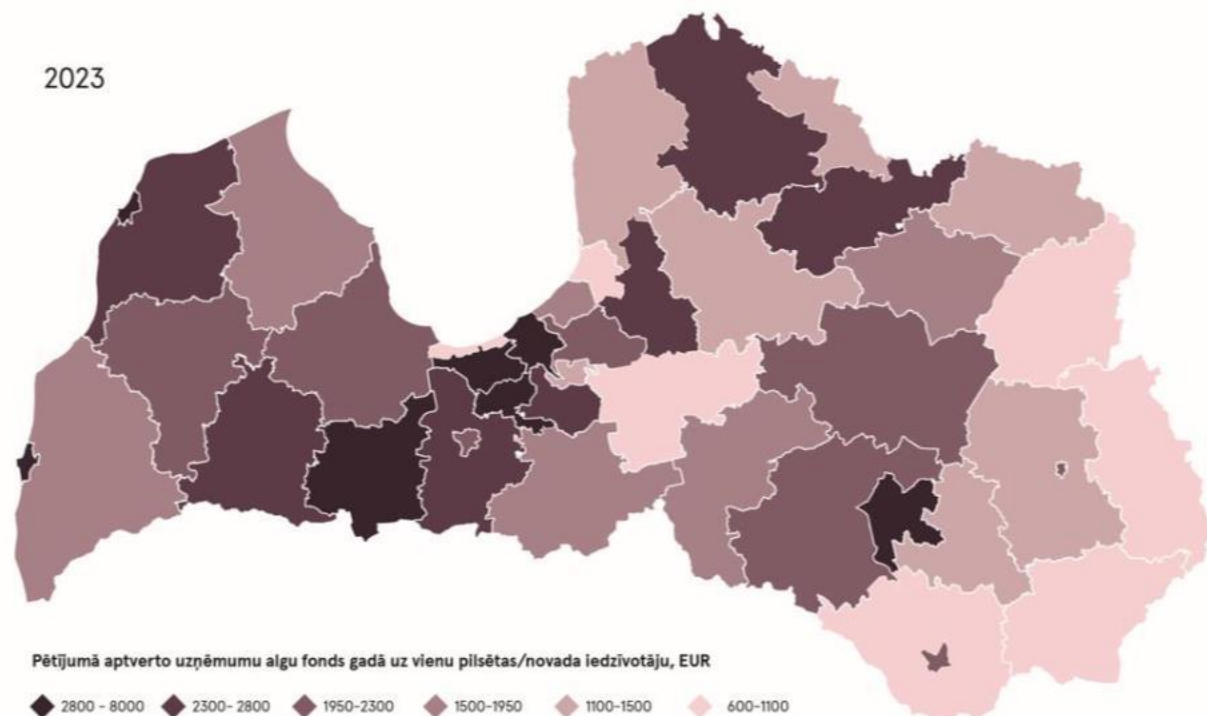 2023
Pētījumā aptverto uzņēmumu algu fonds gadā uz vienu pilsētas/novada iedzīvotāju, EUR
2800 - 8000 2300- 2800 1950-2300 1500-1950 1100-1500 600-1100